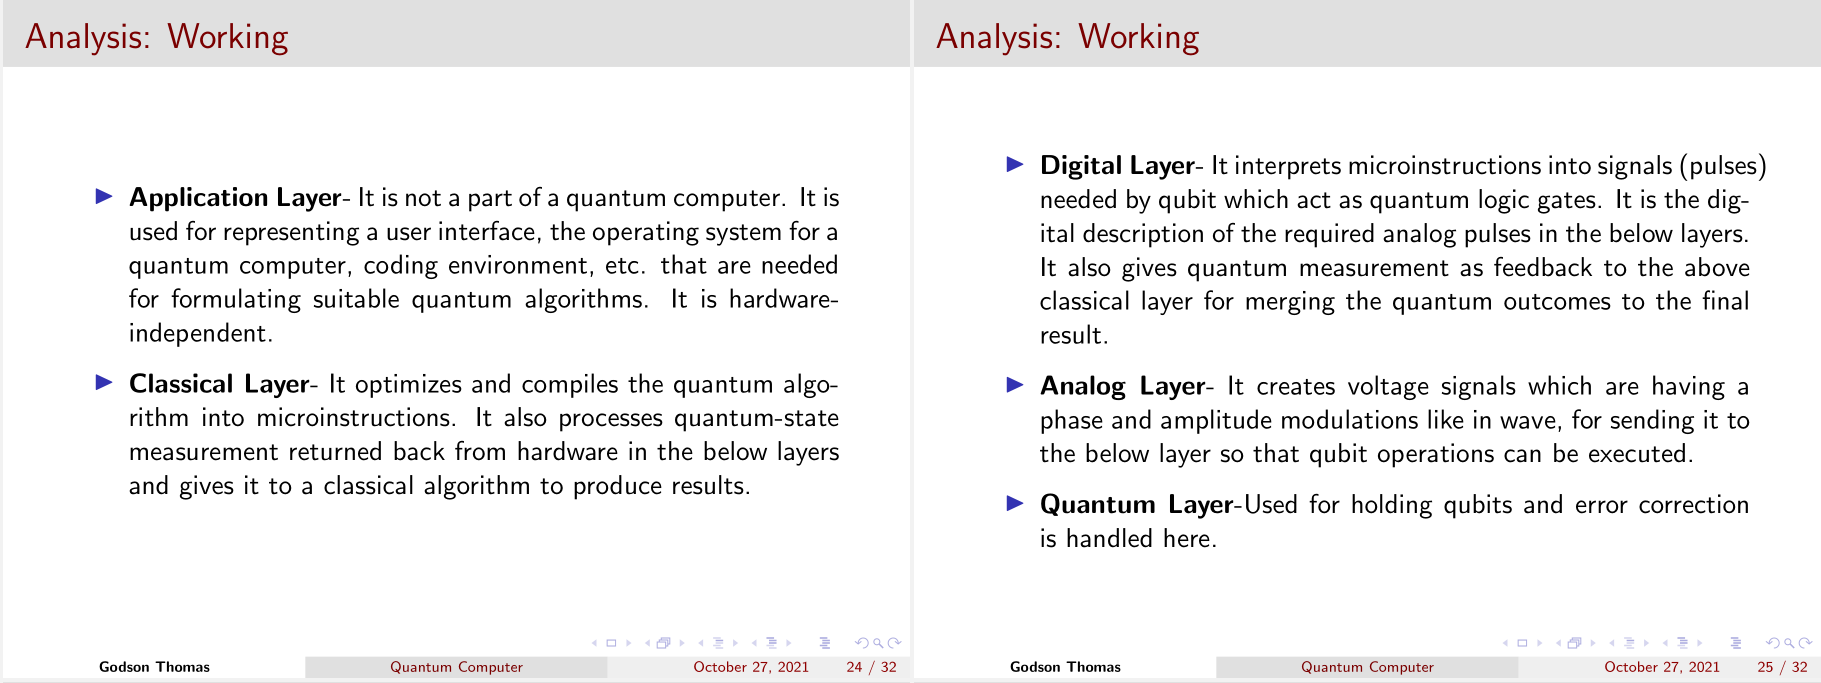 Analysis: Working
Application Layer- It is not a part of a quantum computer. It is
used for representing a user interface, the operating system for a
quantum computer, coding environment, etc. that are needed
for formulating suitable quantum algorithms. It is hardware-
independent.
Classical Layer- It optimizes and compiles the quantum algo-
rithm into microinstructions. It also processes quantum-state
measurement returned back from hardware in the below layers
and gives it to a classical algorithm to produce results.
Godson Thomas Quantum Computer October 27, 2021 24 / 32
Analysis: Working
Digital Layer- It interprets microinstructions into signals (pulses)
needed by qubit which act as quantum logic gates. It is the dig-
ital description of the required analog pulses in the below layers.
It also gives quantum measurement as feedback to the above
classical layer for merging the quantum outcomes to the final
result.
Analog Layer- It creates voltage signals which are having a
phase and amplitude modulations like in wave, for sending it to
the below layer so that qubit operations can be executed.
Quantum Layer-Used for holding qubits and error correction
is handled here.
Godson Thomas Quantum Computer October 27, 2021 25 / 32